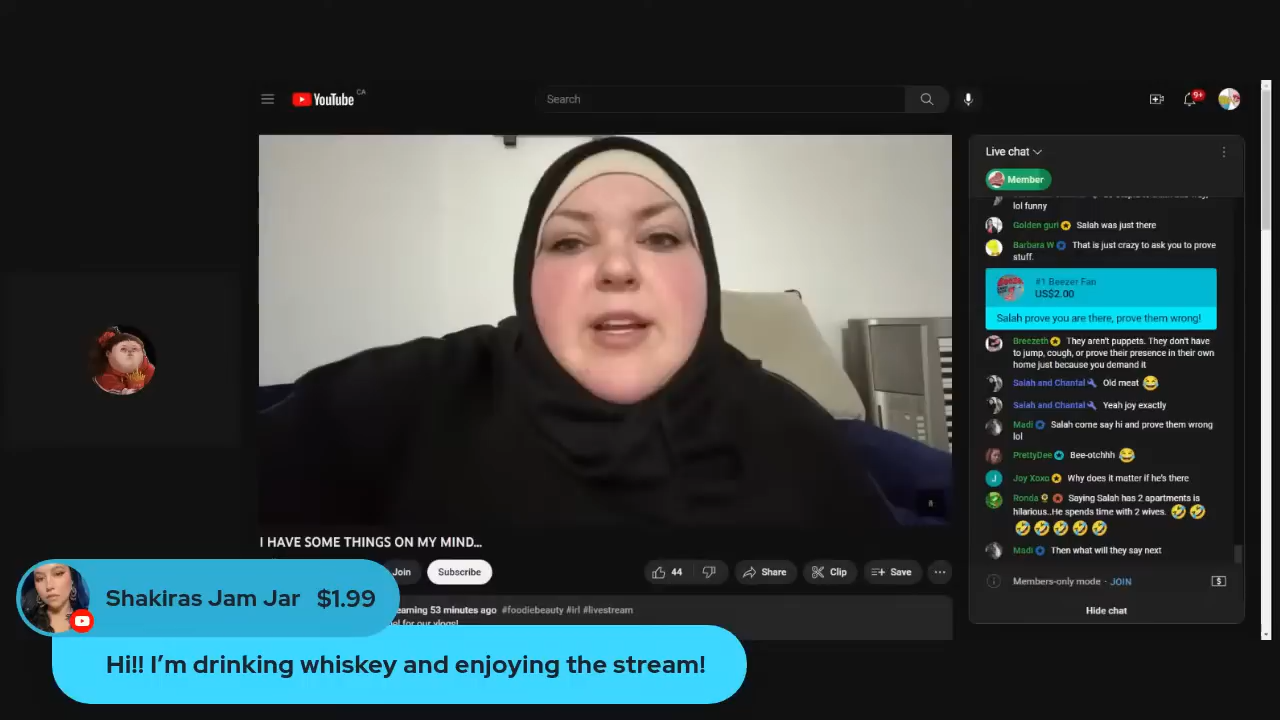 YouTube CA
Search
9+
Live chat
Member
lol funny
Golden gurl Salah was just there
Barbara W That is just crazy to ask you to prove
stuff.
#1 Beezer Fan
US$2.00
Salah prove you are there, prove them wrong!
Breezeth They aren't puppets. They don't have
to jump, cough, or prove their presence in their own
home just because you demand it
Salah and Chantal Old meat 😂
Salah and Chantal Yeah joy exactly
Madi Salah come say hi and prove them wrong
lol
PrettyDee Bee-otchhh 😂
J Joy Xoxo Why does it matter if he's there
Ronda Saying Salah has 2 apartments is
hilarious..He spends time with 2 wives. 🤣🤣
🤣🤣🤣🤣🤣
Madi Then what will they say next
I HAVE SOME THINGS ON MY MIND...
Join Subscribe 44 Share Clip Save
Members-only mode - JOIN
Hide chat
eaming 53 minutes ago #foodiebeauty #irl #livestream
el for our vlogs!
Shakiras Jam Jar $1.99
Hi!! I’m drinking whiskey and enjoying the stream!